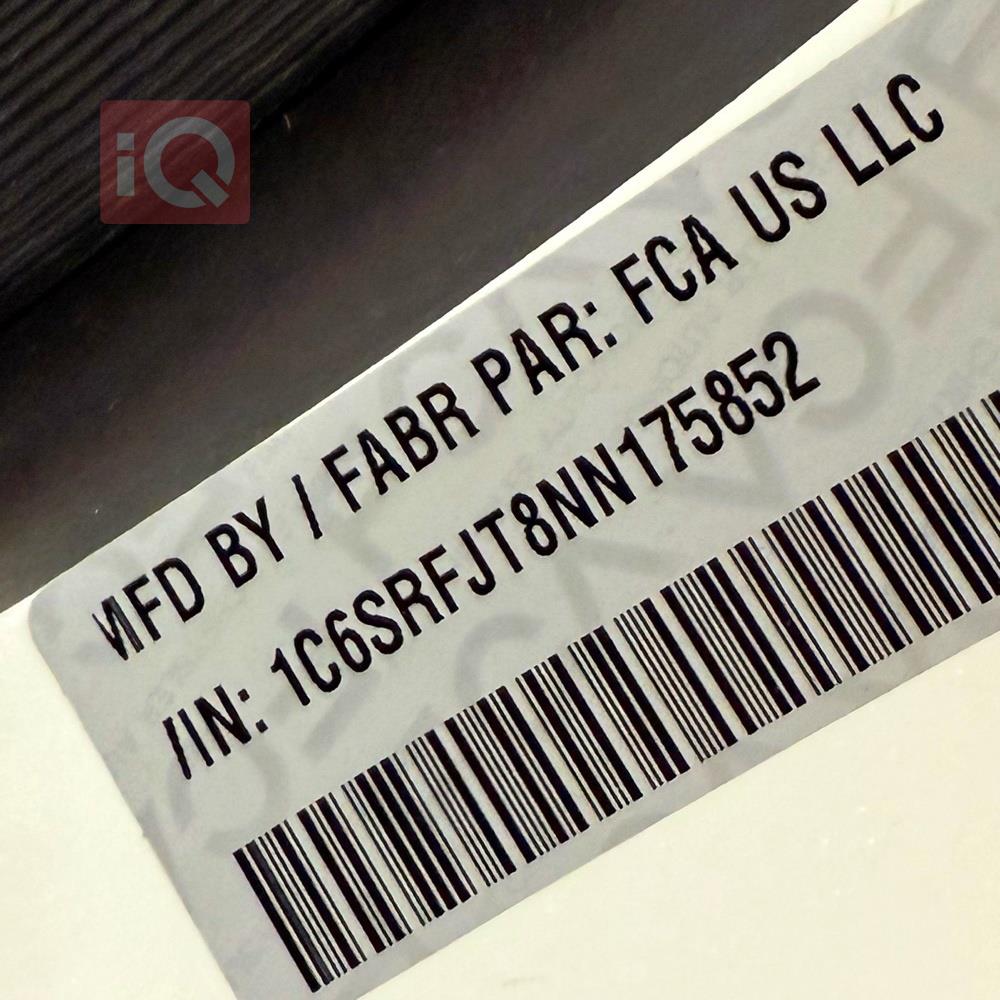 iQ
MFD BY / FABR PAR: FCA US LLC
/IN: 1C6SRFJT8NN175852